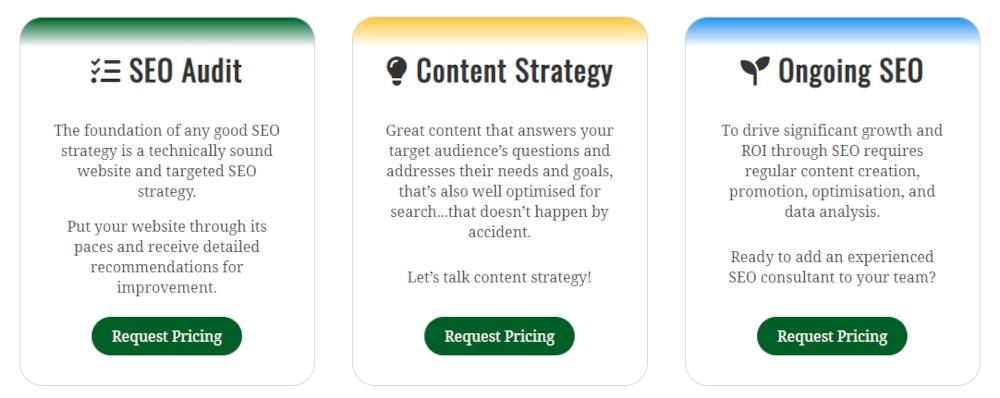 SEO Audit
The foundation of any good SEO
strategy is a technically sound
website and targeted SEO
strategy.
Put your website through its
paces and receive detailed
recommendations for
improvement.
Request Pricing
Content Strategy
Great content that answers your
target audience’s questions and
addresses their needs and goals,
that’s also well optimised for
search...that doesn’t happen by
accident.
Let’s talk content strategy!
Request Pricing
Ongoing SEO
To drive significant growth and
ROI through SEO requires
regular content creation,
promotion, optimisation, and
data analysis.
Ready to add an experienced
SEO consultant to your team?
Request Pricing